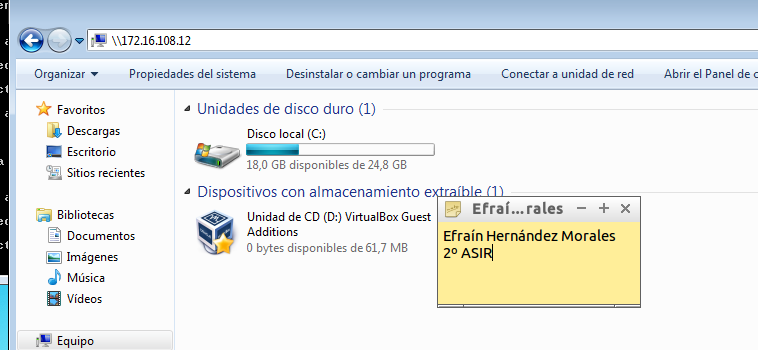 \\172.16.108.12
Organizar
Propiedades del sistema
Desinstalar o cambiar un programa
Conectar a unidad de red
Abrir el Panel de c
Favoritos
Descargas
Escritorio
Sitios recientes
Bibliotecas
Documentos
Imágenes
Música
Vídeos
Equipo
Unidades de disco duro (1)
Disco local (C:)
18,0 GB disponibles de 24,8 GB
Dispositivos con almacenamiento extraíble (1)
Unidad de CD (D:) VirtualBox Guest
Additions
0 bytes disponibles de 61,7 MB
Efraí...rales
Efraín Hernández Morales
2º ASIR